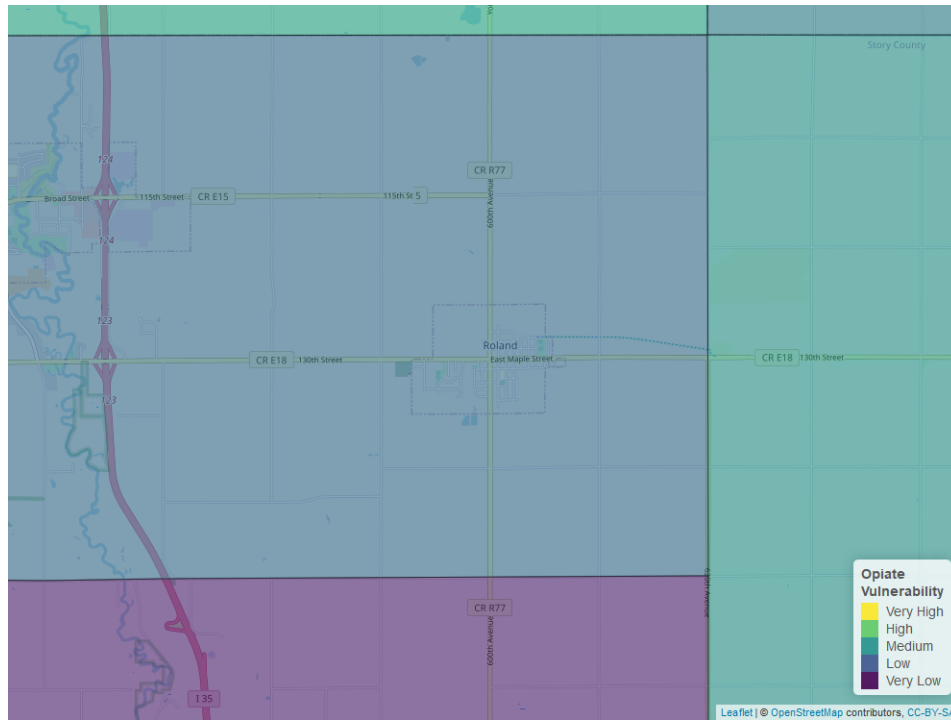 Story County
124
CR R77
Broad Street
115th Street
CR E15
115th St
5
600th Avenue
124
123
Roland
CR E18
130th Street
East Maple Street
CR E18
130th Street
123
CR R77
600th Avenue
I 35
Opiate
Vulnerability
Very High
High
Medium
Low
Very Low
Leaflet | © OpenStreetMap contributors, CC-BY-SA